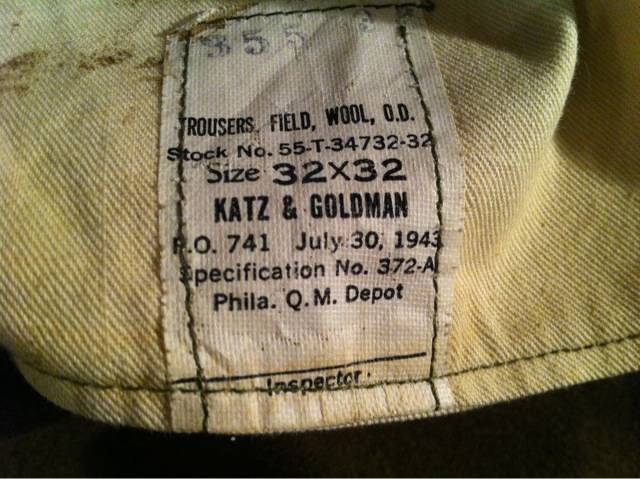 355
TROUSERS, FIELD, WOOL, O.D.
Stock No. 55-T-34732-32
Size 32X32
KATZ & GOLDMAN
P.O. 741 July 30, 1943
Specification No. 372-A
Phila. Q.M. Depot
Inspector.